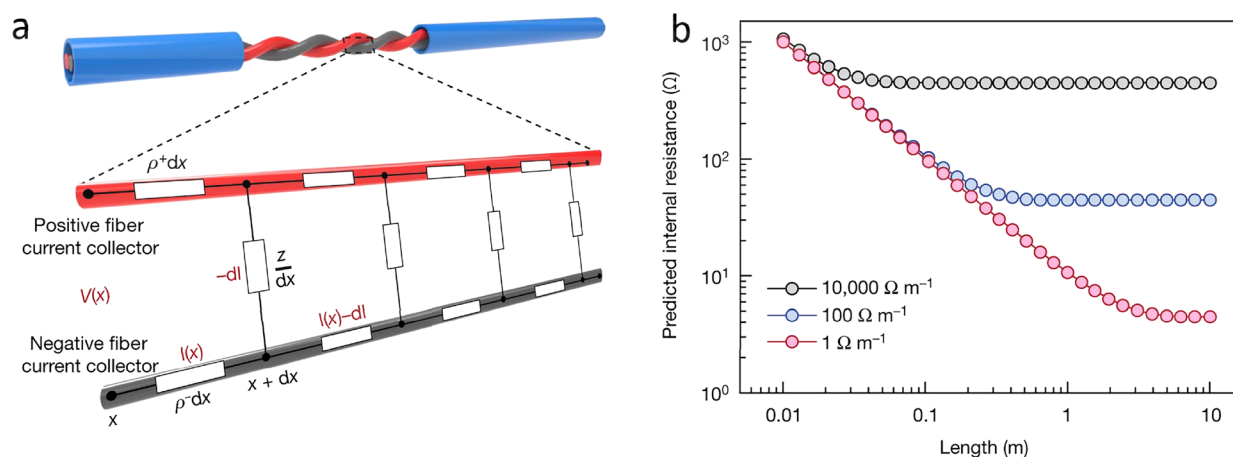 a
ρ⁺dx
Positive fiber
current collector
–dI
z
dx
V(x)
I(x)–dI
Negative fiber
current collector
I(x)
x + dx
ρ⁻dx
x
b
Predicted internal resistance (Ω)
10³
10²
10¹
10⁰
10,000 Ω m⁻¹
100 Ω m⁻¹
1 Ω m⁻¹
0.01
0.1
1
10
Length (m)